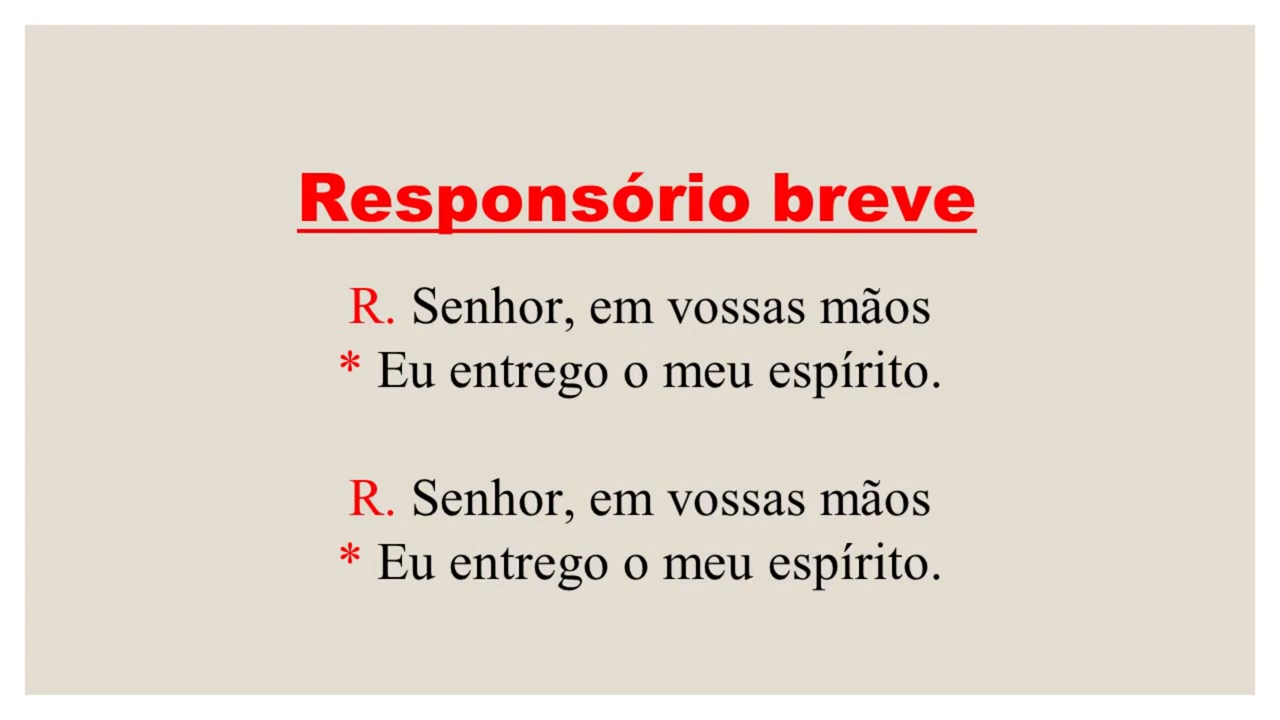 Responsório breve
R. Senhor, em vossas mãos
* Eu entrego o meu espírito.
R. Senhor, em vossas mãos
* Eu entrego o meu espírito.